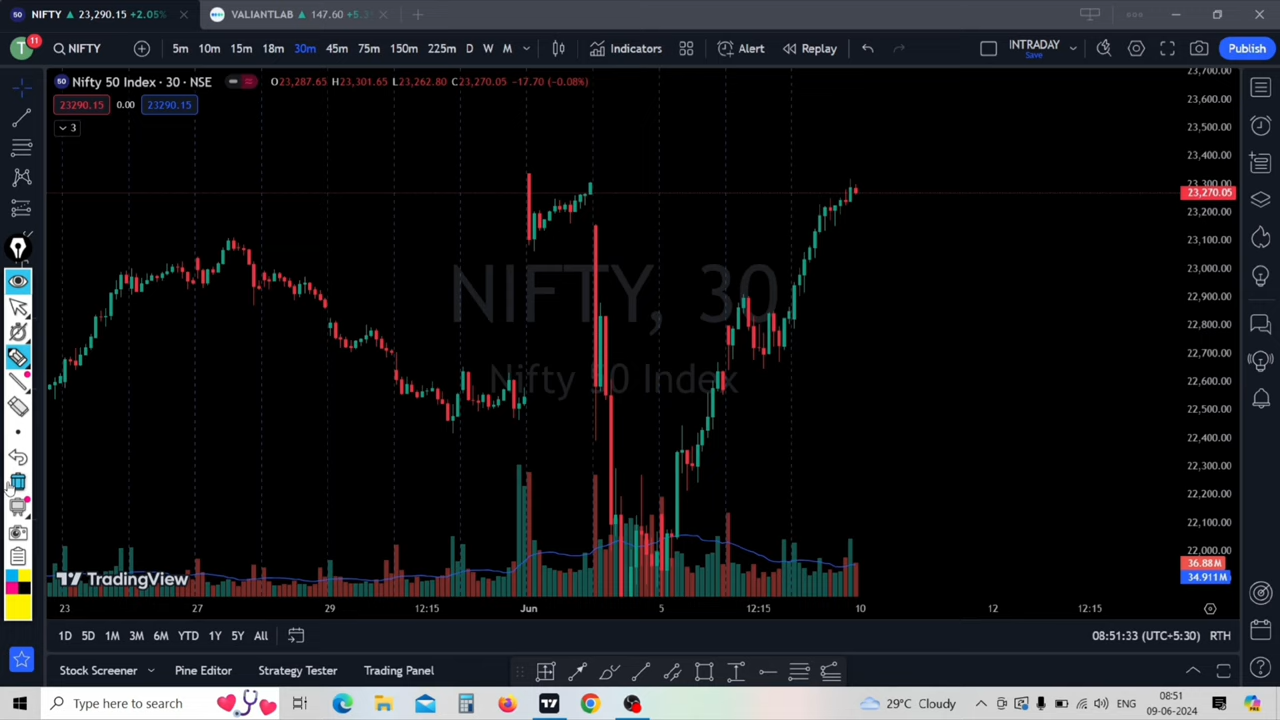 50 NIFTY ▲ 23,290.15 +2.05%
VALIANTLAB ▲ 147.60 +5.3
T 11 NIFTY 5m 10m 15m 18m 30m 45m 75m 150m 225m D W M Indicators Alert Replay INTRADAY Save Publish
50 Nifty 50 Index · 30 · NSE O23,287.65 H23,301.65 L23,262.80 C23,270.05 −17.70 (−0.08%)
23290.15 0.00 23290.15
3
23,700.00
23,600.00
23,500.00
23,400.00
23,300.00
23,270.05
23,200.00
23,100.00
23,000.00
22,900.00
22,800.00
22,700.00
22,600.00
22,500.00
22,400.00
22,300.00
22,200.00
22,100.00
22,000.00
36.88M
34.911M
NIFTY, 30
Nifty 50 Index
TradingView
23 27 29 12:15 Jun 5 12:15 10 12 12:15
1D 5D 1M 3M 6M YTD 1Y 5Y All 08:51:33 (UTC+5:30) RTH
Stock Screener Pine Editor Strategy Tester Trading Panel
Type here to search 29°C Cloudy ENG 08:51
09-06-2024